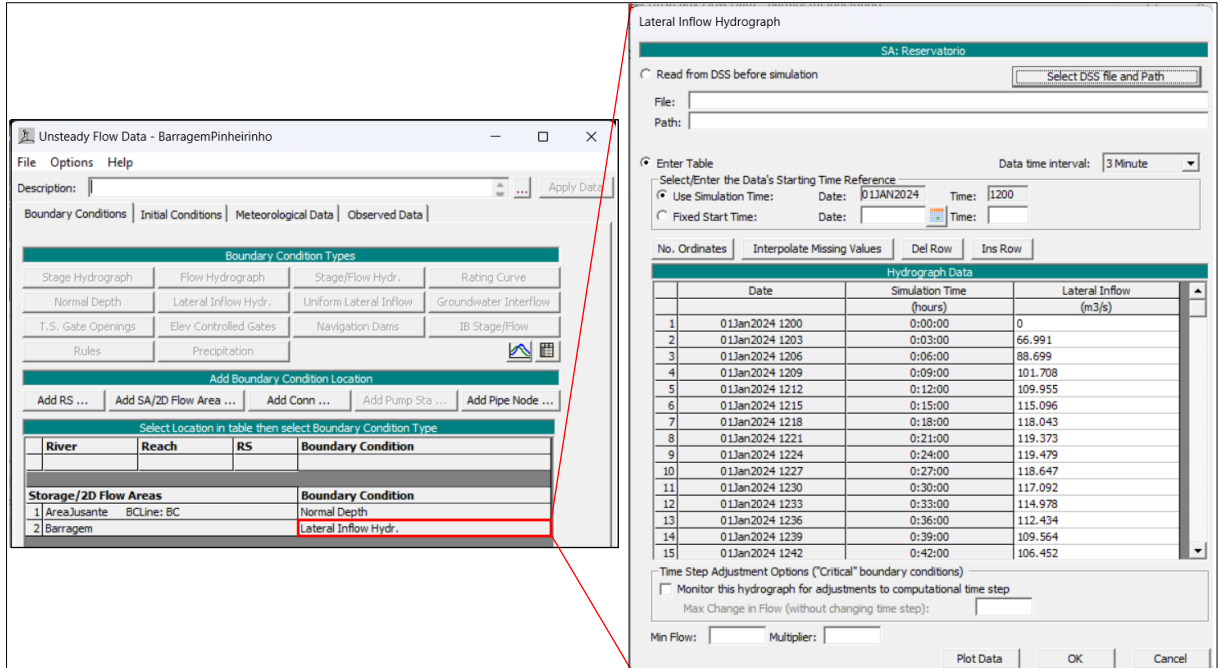 Unsteady Flow Data - BarragemPinheirinho
File Options Help
Description: ... Apply Data
Boundary Conditions Initial Conditions Meteorological Data Observed Data
Boundary Condition Types
Stage Hydrograph Flow Hydrograph Stage/Flow Hydr. Rating Curve
Normal Depth Lateral Inflow Hydr. Uniform Lateral Inflow Groundwater Interflow
T.S. Gate Openings Elev Controlled Gates Navigation Dams IB Stage/Flow
Rules Precipitation
Add Boundary Condition Location
Add RS ... Add SA/2D Flow Area ... Add Conn ... Add Pump Sta ... Add Pipe Node ...
Select Location in table then select Boundary Condition Type
River Reach RS Boundary Condition
Storage/2D Flow Areas Boundary Condition
1 AreaJusante BCLine: BC Normal Depth
2 Barragem Lateral Inflow Hydr.
Lateral Inflow Hydrograph
SA: Reservatorio
Read from DSS before simulation Select DSS file and Path
File:
Path:
Enter Table Data time interval: 3 Minute
Select/Enter the Data's Starting Time Reference
Use Simulation Time: Date: 01JAN2024 Time: 1200
Fixed Start Time: Date: Time:
No. Ordinates Interpolate Missing Values Del Row Ins Row
Hydrograph Data
Date Simulation Time Lateral Inflow
(hours) (m3/s)
1 01Jan2024 1200 0:00:00 0
2 01Jan2024 1203 0:03:00 66.991
3 01Jan2024 1206 0:06:00 88.699
4 01Jan2024 1209 0:09:00 101.708
5 01Jan2024 1212 0:12:00 109.955
6 01Jan2024 1215 0:15:00 115.096
7 01Jan2024 1218 0:18:00 118.043
8 01Jan2024 1221 0:21:00 119.373
9 01Jan2024 1224 0:24:00 119.479
10 01Jan2024 1227 0:27:00 118.647
11 01Jan2024 1230 0:30:00 117.092
12 01Jan2024 1233 0:33:00 114.978
13 01Jan2024 1236 0:36:00 112.434
14 01Jan2024 1239 0:39:00 109.564
15 01Jan2024 1242 0:42:00 106.452
Time Step Adjustment Options ("Critical" boundary conditions)
Monitor this hydrograph for adjustments to computational time step
Max Change in Flow (without changing time step):
Min Flow: Multiplier:
Plot Data OK Cancel